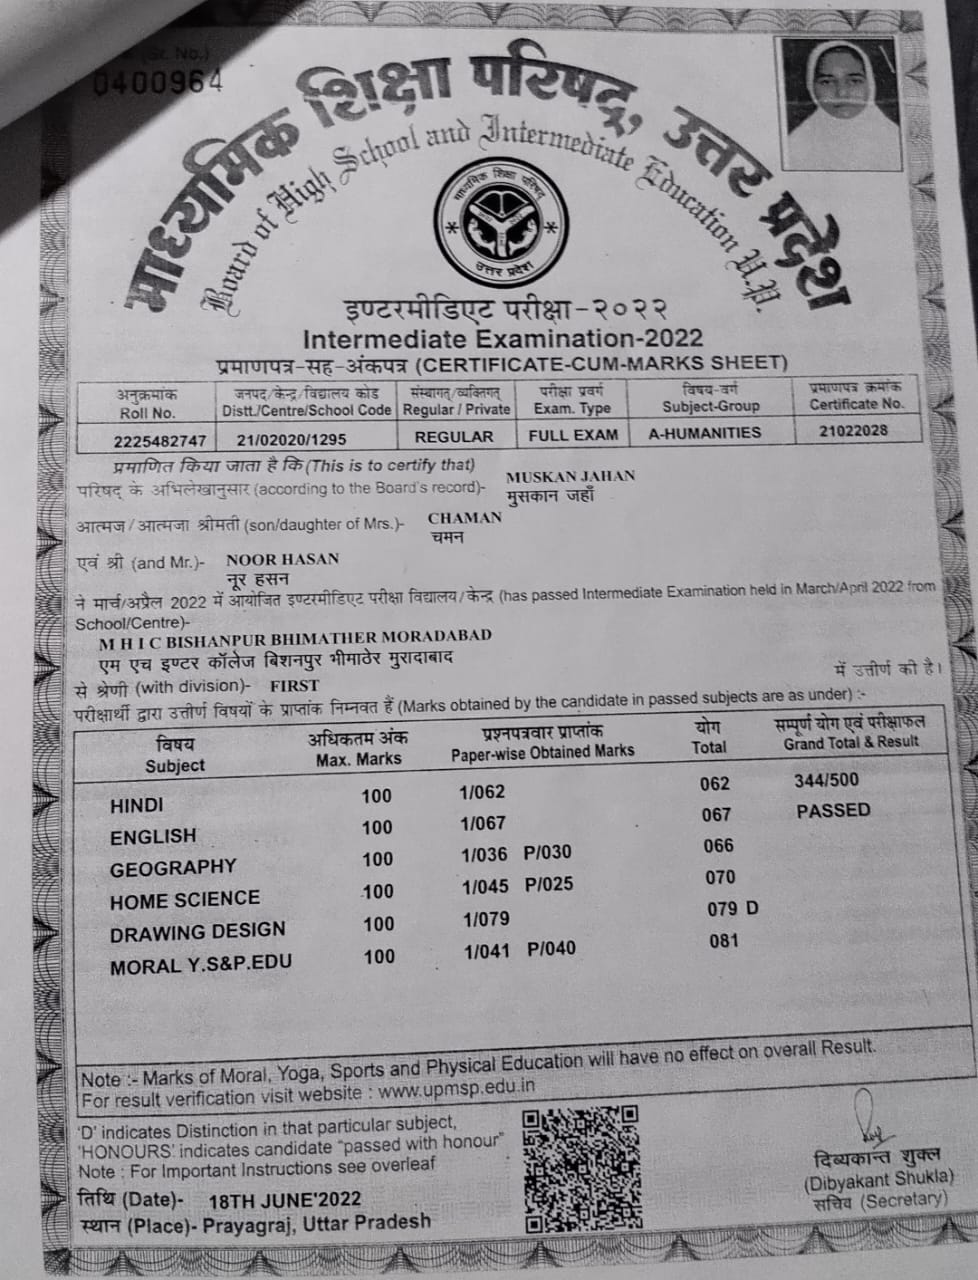 (Sr. No.)
0400964
माध्यमिक शिक्षा परिषद्, उत्तर प्रदेश
Board of High School and Intermediate Education U.P.
माध्यमिक शिक्षा परिषद
उत्तर प्रदेश
इण्टरमीडिएट परीक्षा-२०२२
Intermediate Examination-2022
प्रमाणपत्र-सह-अंकपत्र (CERTIFICATE-CUM-MARKS SHEET)
अनुक्रमांक जनपद/केन्द्र/विद्यालय कोड संस्थागत/व्यक्तिगत परीक्षा प्रवर्ग विषय-वर्ग प्रमाणपत्र क्रमांक
Roll No. Distt./Centre/School Code Regular / Private Exam. Type Subject-Group Certificate No.
2225482747 21/02020/1295 REGULAR FULL EXAM A-HUMANITIES 21022028
प्रमाणित किया जाता है कि (This is to certify that)
परिषद् के अभिलेखानुसार (according to the Board's record)- MUSKAN JAHAN
मुसकान जहाँ
आत्मज/आत्मजा श्रीमती (son/daughter of Mrs.)- CHAMAN
चमन
एवं श्री (and Mr.)- NOOR HASAN
नूर हसन
ने मार्च/अप्रैल 2022 में आयोजित इण्टरमीडिएट परीक्षा विद्यालय/केन्द्र (has passed Intermediate Examination held in March/April 2022 from
School/Centre)-
M H I C BISHANPUR BHIMATHER MORADABAD
एम एच इण्टर कॉलेज बिशनपुर भीमाठेर मुरादाबाद
में उत्तीर्ण की है।
से श्रेणी (with division)- FIRST
परीक्षार्थी द्वारा उत्तीर्ण विषयों के प्राप्तांक निम्नवत हैं (Marks obtained by the candidate in passed subjects are as under) :-
विषय अधिकतम अंक प्रश्नपत्रवार प्राप्तांक योग सम्पूर्ण योग एवं परीक्षाफल
Subject Max. Marks Paper-wise Obtained Marks Total Grand Total & Result
HINDI 100 1/062 062 344/500
ENGLISH 100 1/067 067 PASSED
GEOGRAPHY 100 1/036 P/030 066
HOME SCIENCE 100 1/045 P/025 070
DRAWING DESIGN 100 1/079 079 D
MORAL Y.S&P.EDU 100 1/041 P/040 081
Note :- Marks of Moral, Yoga, Sports and Physical Education will have no effect on overall Result.
For result verification visit website : www.upmsp.edu.in
'D' indicates Distinction in that particular subject,
'HONOURS' indicates candidate "passed with honour"
Note : For Important Instructions see overleaf
तिथि (Date)- 18TH JUNE'2022
स्थान (Place)- Prayagraj, Uttar Pradesh
दिब्यकान्त शुक्ल
(Dibyakant Shukla)
सचिव (Secretary)